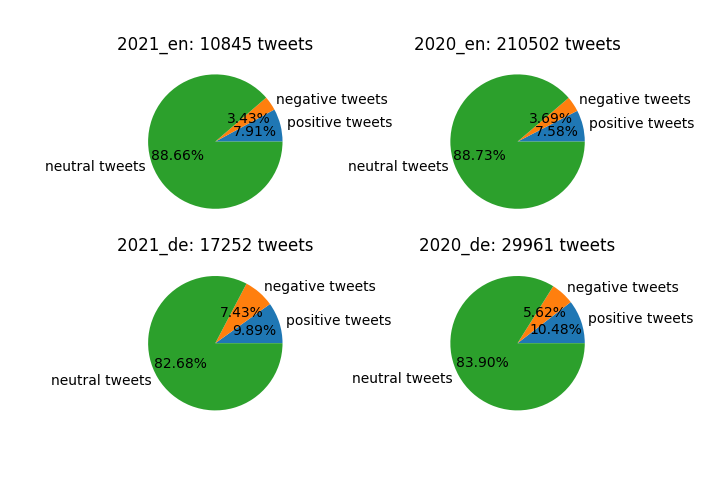 2021_en: 10845 tweets
negative tweets
3.43%
positive tweets
7.91%
88.66%
neutral tweets
2020_en: 210502 tweets
negative tweets
3.69%
positive tweets
7.58%
88.73%
neutral tweets
2021_de: 17252 tweets
negative tweets
7.43%
positive tweets
9.89%
82.68%
neutral tweets
2020_de: 29961 tweets
negative tweets
5.62%
positive tweets
10.48%
83.90%
neutral tweets